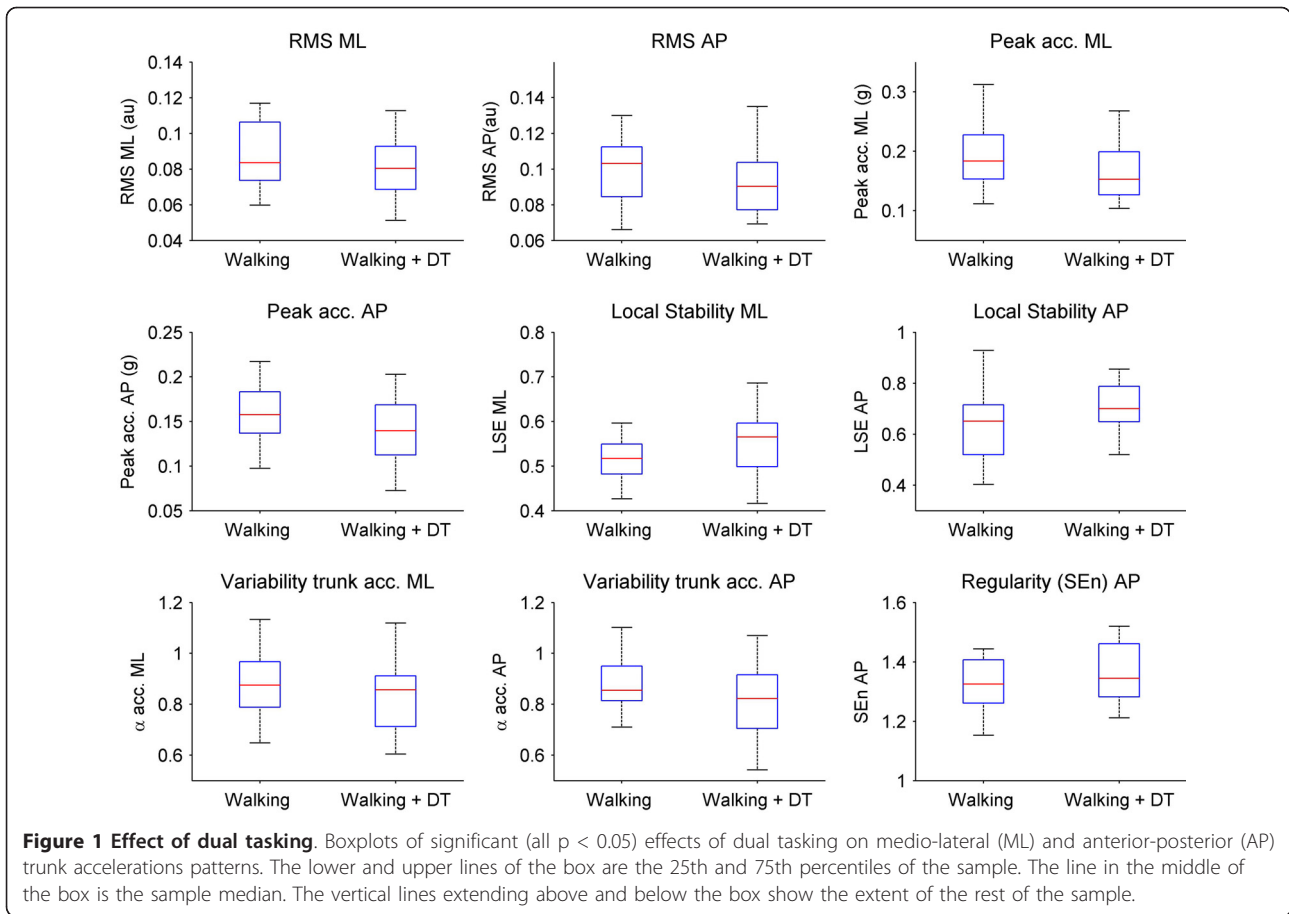 RMS ML
RMS AP
Peak acc. ML
0.14
0.12
0.1
0.08
0.06
0.04
RMS ML (au)
Walking
Walking + DT
0.14
0.12
0.1
0.08
0.06
RMS AP(au)
Walking
Walking + DT
0.3
0.2
0.1
Peak acc. ML (g)
Walking
Walking + DT
Peak acc. AP
Local Stability ML
Local Stability AP
0.25
0.2
0.15
0.1
0.05
Peak acc. AP (g)
Walking
Walking + DT
0.8
0.7
0.6
0.5
0.4
LSE ML
Walking
Walking + DT
1
0.8
0.6
0.4
LSE AP
Walking
Walking + DT
Variability trunk acc. ML
Variability trunk acc. AP
Regularity (SEn) AP
1.2
1
0.8
0.6
α acc. ML
Walking
Walking + DT
1.2
1
0.8
0.6
α acc. AP
Walking
Walking + DT
1.6
1.4
1.2
1
SEn AP
Walking
Walking + DT
Figure 1 Effect of dual tasking. Boxplots of significant (all p < 0.05) effects of dual tasking on medio-lateral (ML) and anterior-posterior (AP)
trunk accelerations patterns. The lower and upper lines of the box are the 25th and 75th percentiles of the sample. The line in the middle of
the box is the sample median. The vertical lines extending above and below the box show the extent of the rest of the sample.